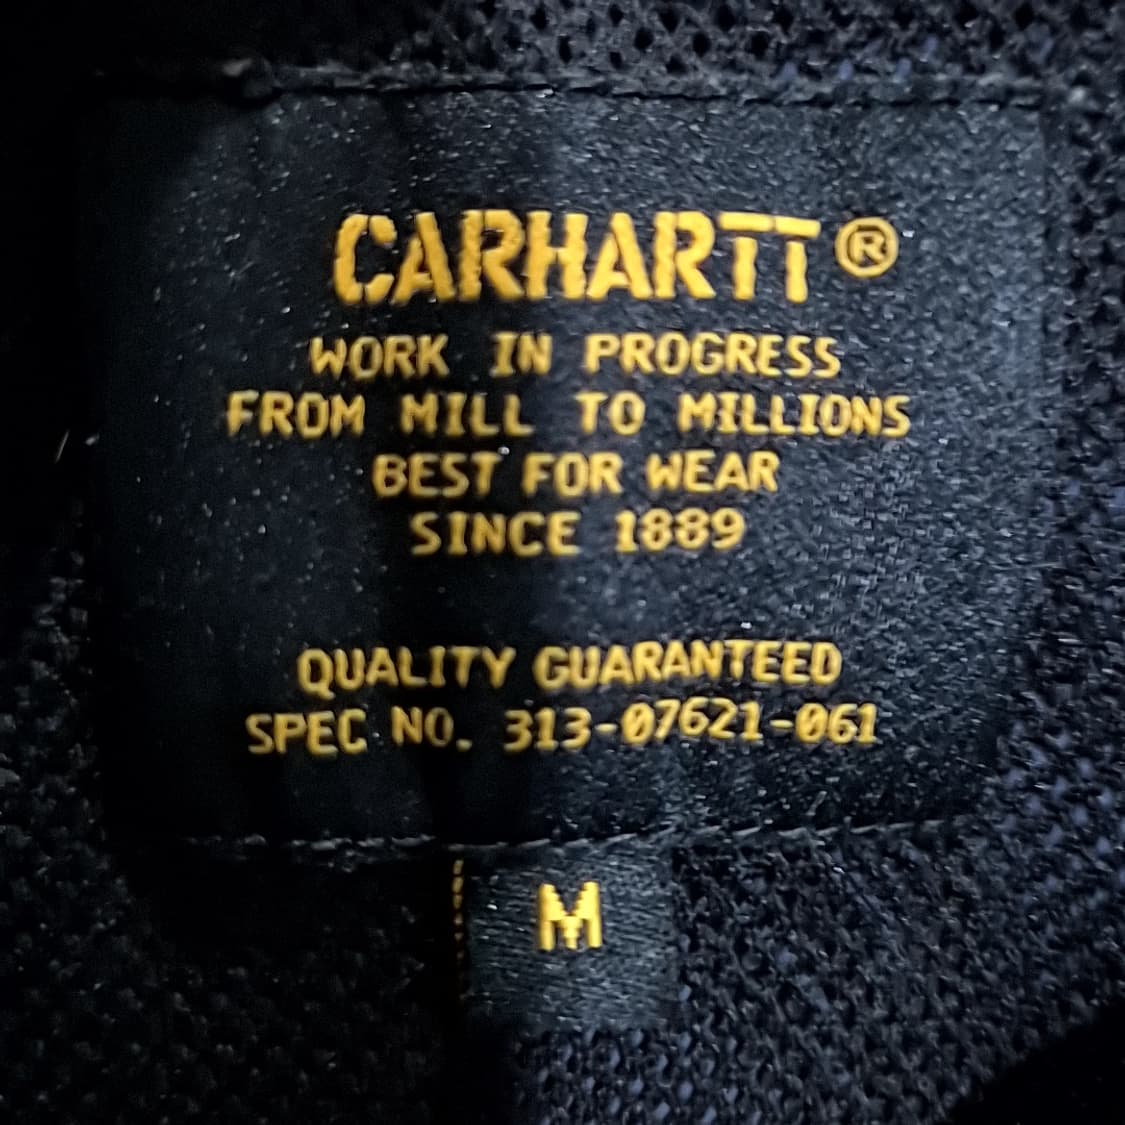 CARHARTT®
WORK IN PROGRESS
FROM MILL TO MILLIONS
BEST FOR WEAR
SINCE 1889
QUALITY GUARANTEED
SPEC NO. 313-07621-061
M